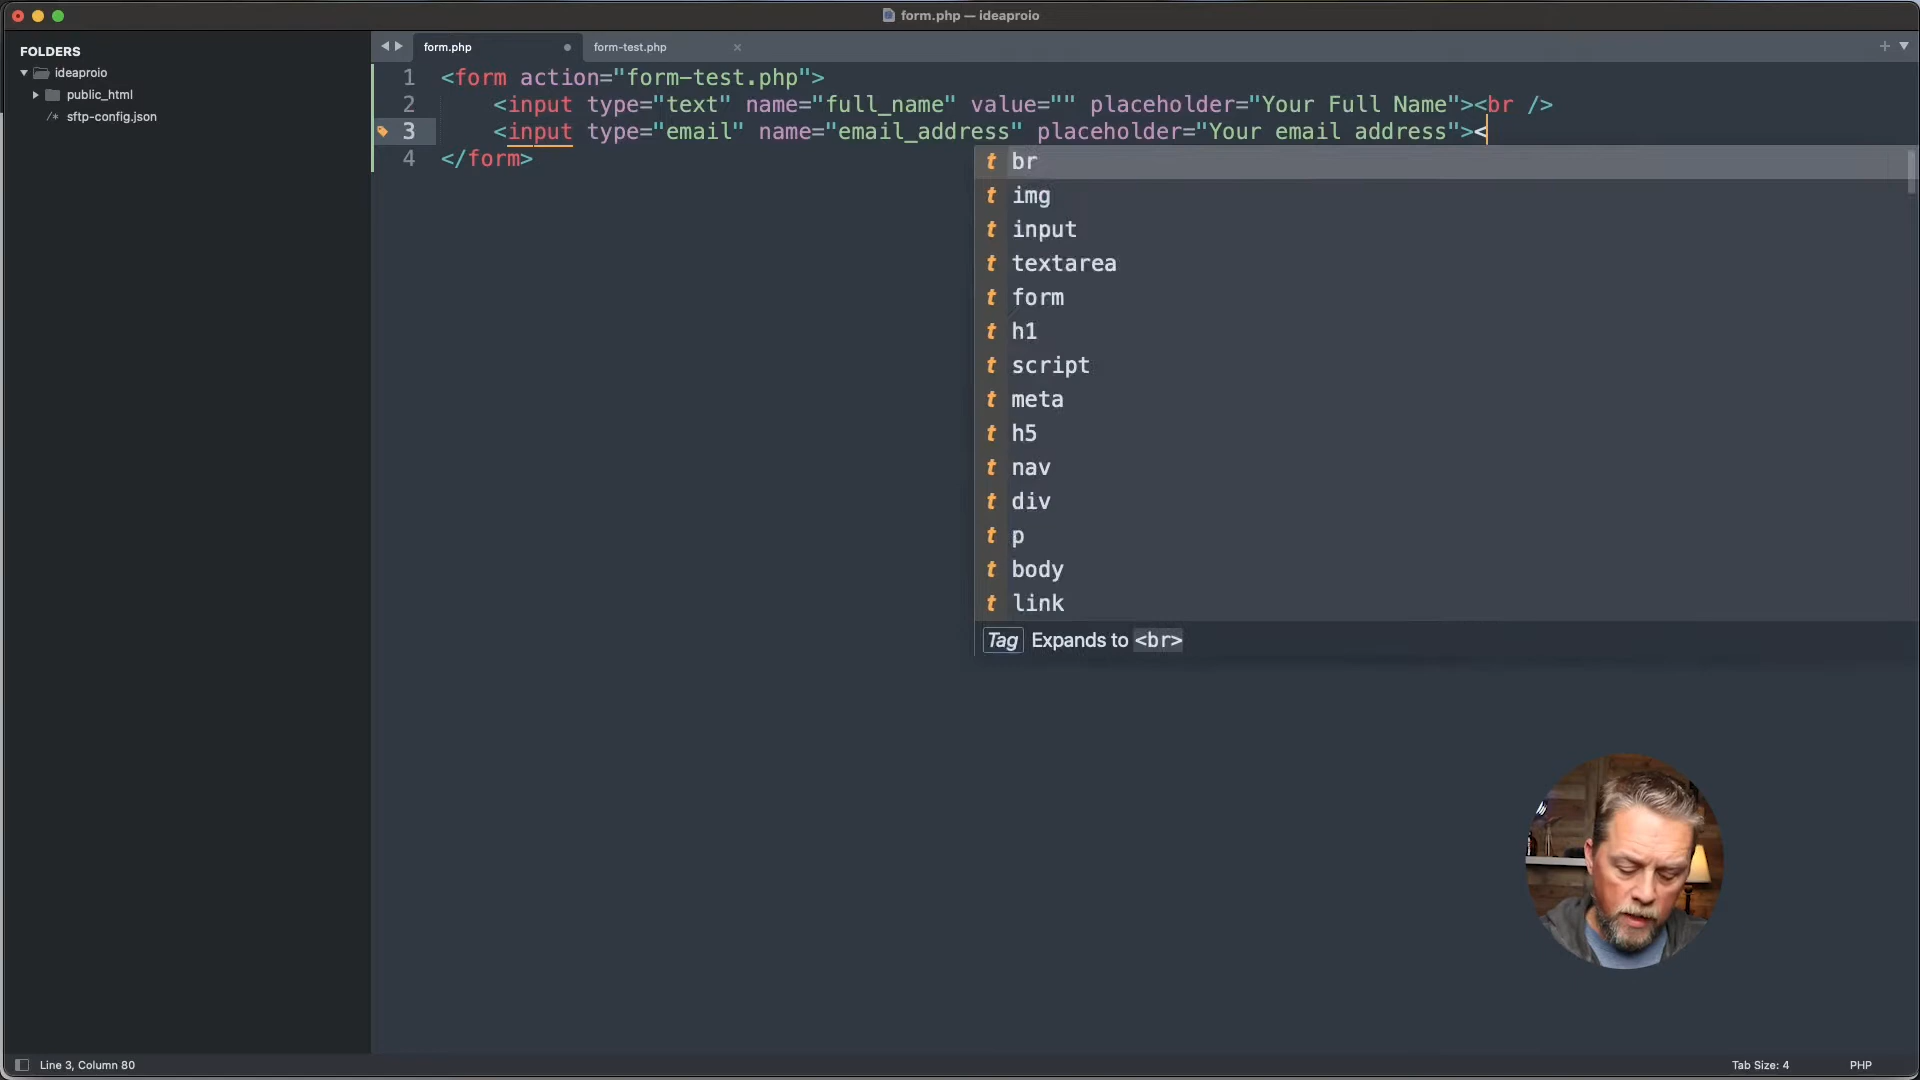 form.php — ideaproio
FOLDERS
ideaproio
public_html
/* sftp-config.json
form.php
form-test.php
1 <form action="form-test.php">
2 <input type="text" name="full_name" value="" placeholder="Your Full Name"><br />
3 <input type="email" name="email_address" placeholder="Your email address"><
4 </form>
t br
t img
t input
t textarea
t form
t h1
t script
t meta
t h5
t nav
t div
t p
t body
t link
Tag Expands to <br>
Line 3, Column 80
Tab Size: 4
PHP